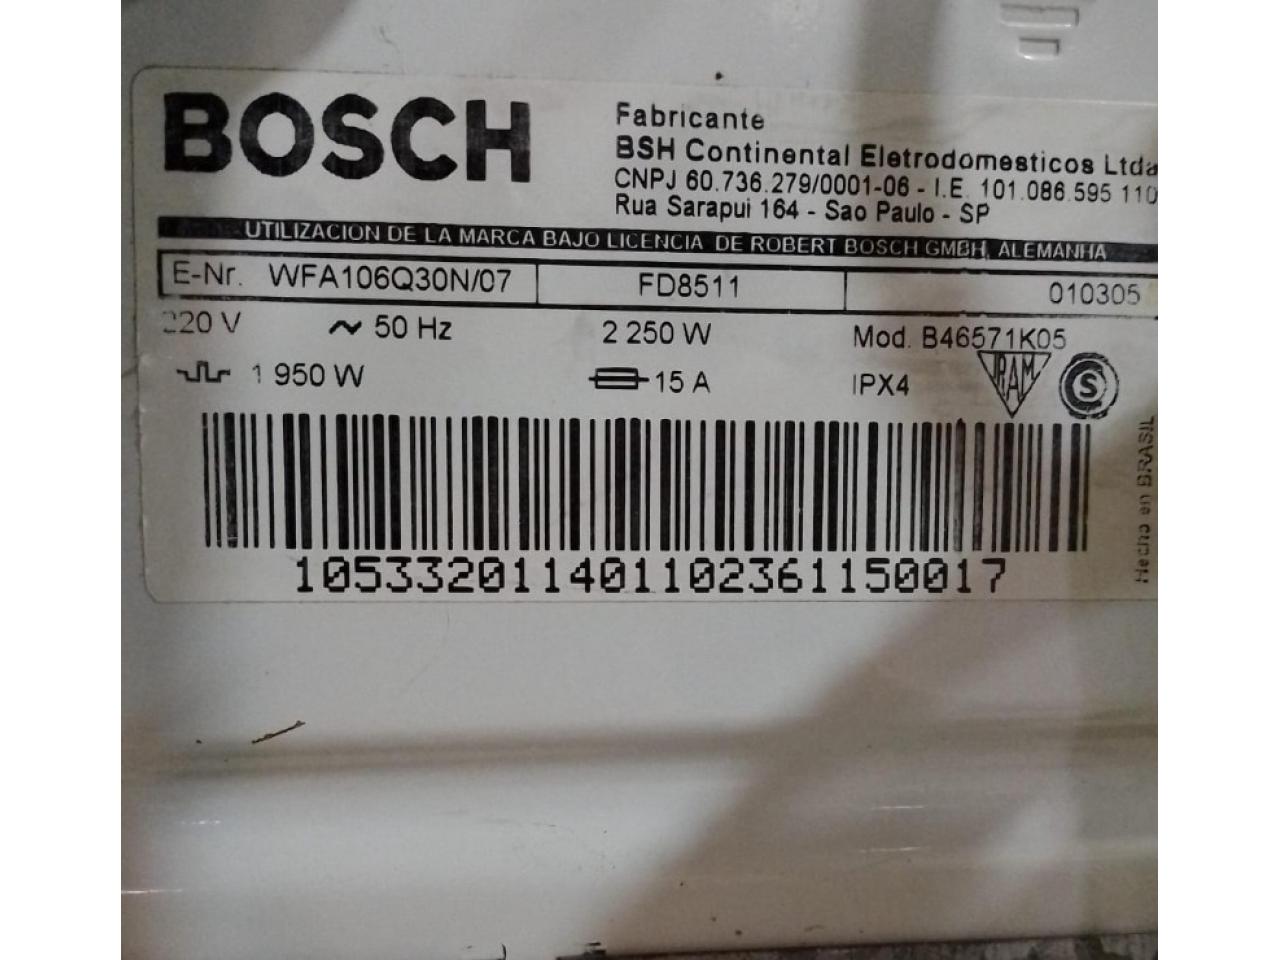 BOSCH
Fabricante
BSH Continental Eletrodomesticos Ltda
CNPJ 60.736.279/0001-06 - I.E. 101.086.595 110
Rua Sarapui 164 - Sao Paulo - SP
UTILIZACION DE LA MARCA BAJO LICENCIA DE ROBERT BOSCH GMBH, ALEMANHA
E-Nr. WFA106Q30N/07 FD8511 010305
220 V ~ 50 Hz 2 250 W Mod. B46571K05
1 950 W 15 A IPX4 IRAM S
Hecho en BRASIL
105332011401102361150017